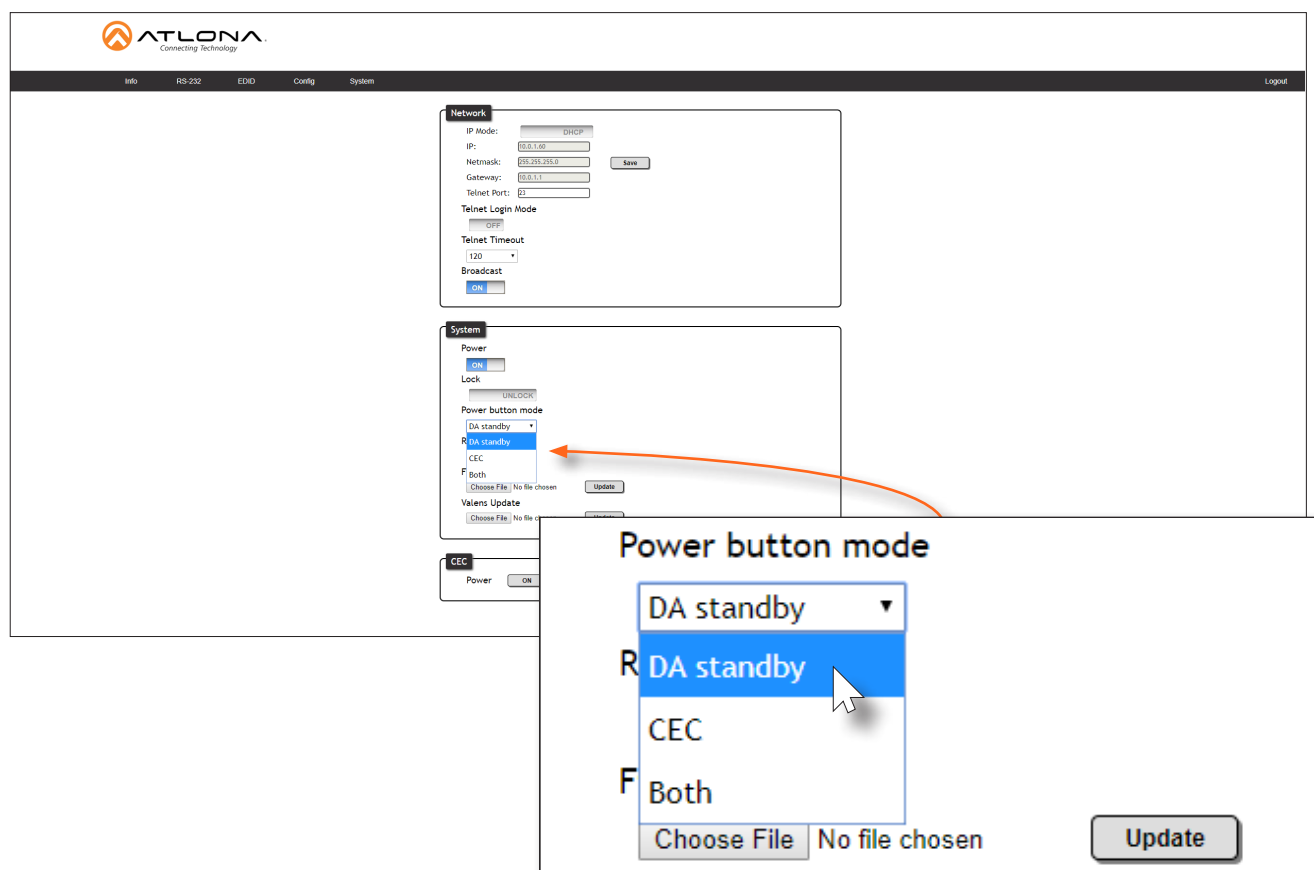 ATLONA.
Connecting Technology
Info RS-232 EDID Config System Logout
Network
IP Mode: DHCP
IP: 10.0.1.60
Netmask: 255.255.255.0 Save
Gateway: 10.0.1.1
Telnet Port: 23
Telnet Login Mode
OFF
Telnet Timeout
120
Broadcast
ON
System
Power
ON
Lock
UNLOCK
Power button mode
DA standby
R DA standby
CEC
F Both
Choose File No file chosen Update
Valens Update
Choose File No file
CEC
Power ON
Power button mode
DA standby
R DA standby
CEC
F Both
Choose File No file chosen Update